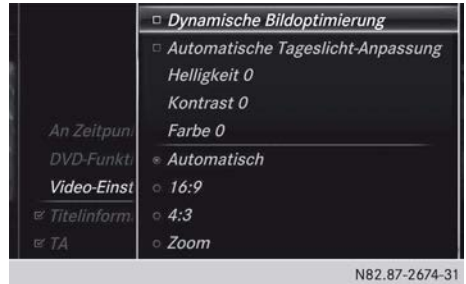 Dynamische Bildoptimierung
Automatische Tageslicht-Anpassung
Helligkeit 0
Kontrast 0
An Zeitpun
Farbe 0
DVD-Funkti
Automatisch
Video-Einst
16:9
Titelinform.
4:3
TA
Zoom
N82.87-2674-31